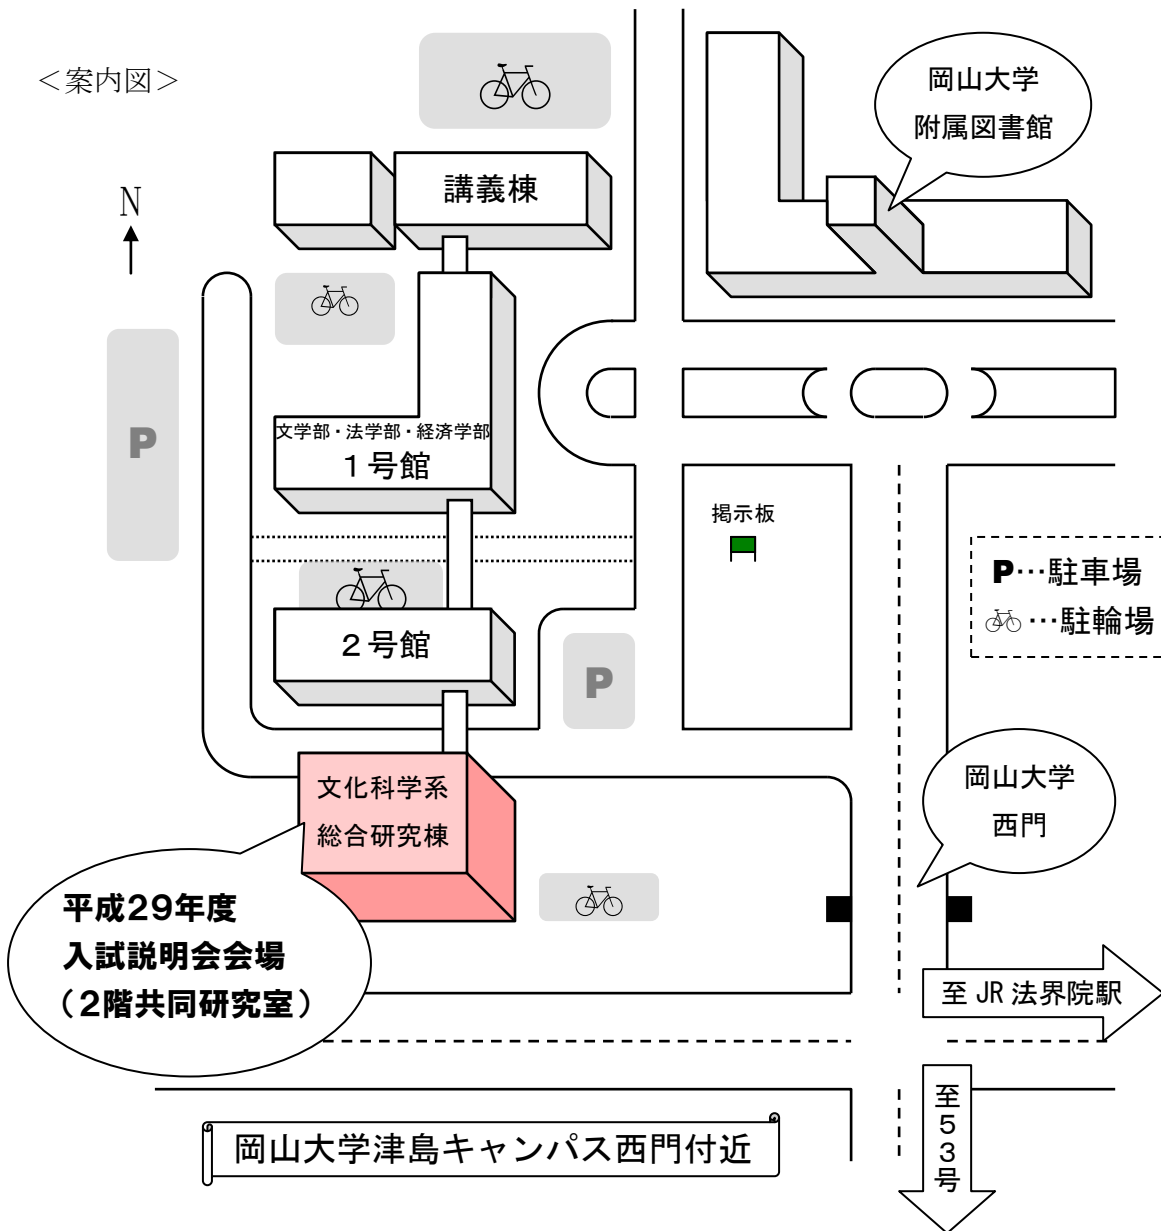 ＜案内図＞
N
岡山大学
附属図書館
講義棟
P
文学部・法学部・経済学部
１号館
掲示板
P…駐車場
…駐輪場
２号館
P
文化科学系
総合研究棟
岡山大学
西門
平成29年度
入試説明会会場
（2階共同研究室）
至 JR 法界院駅
至５３号
岡山大学津島キャンパス西門付近